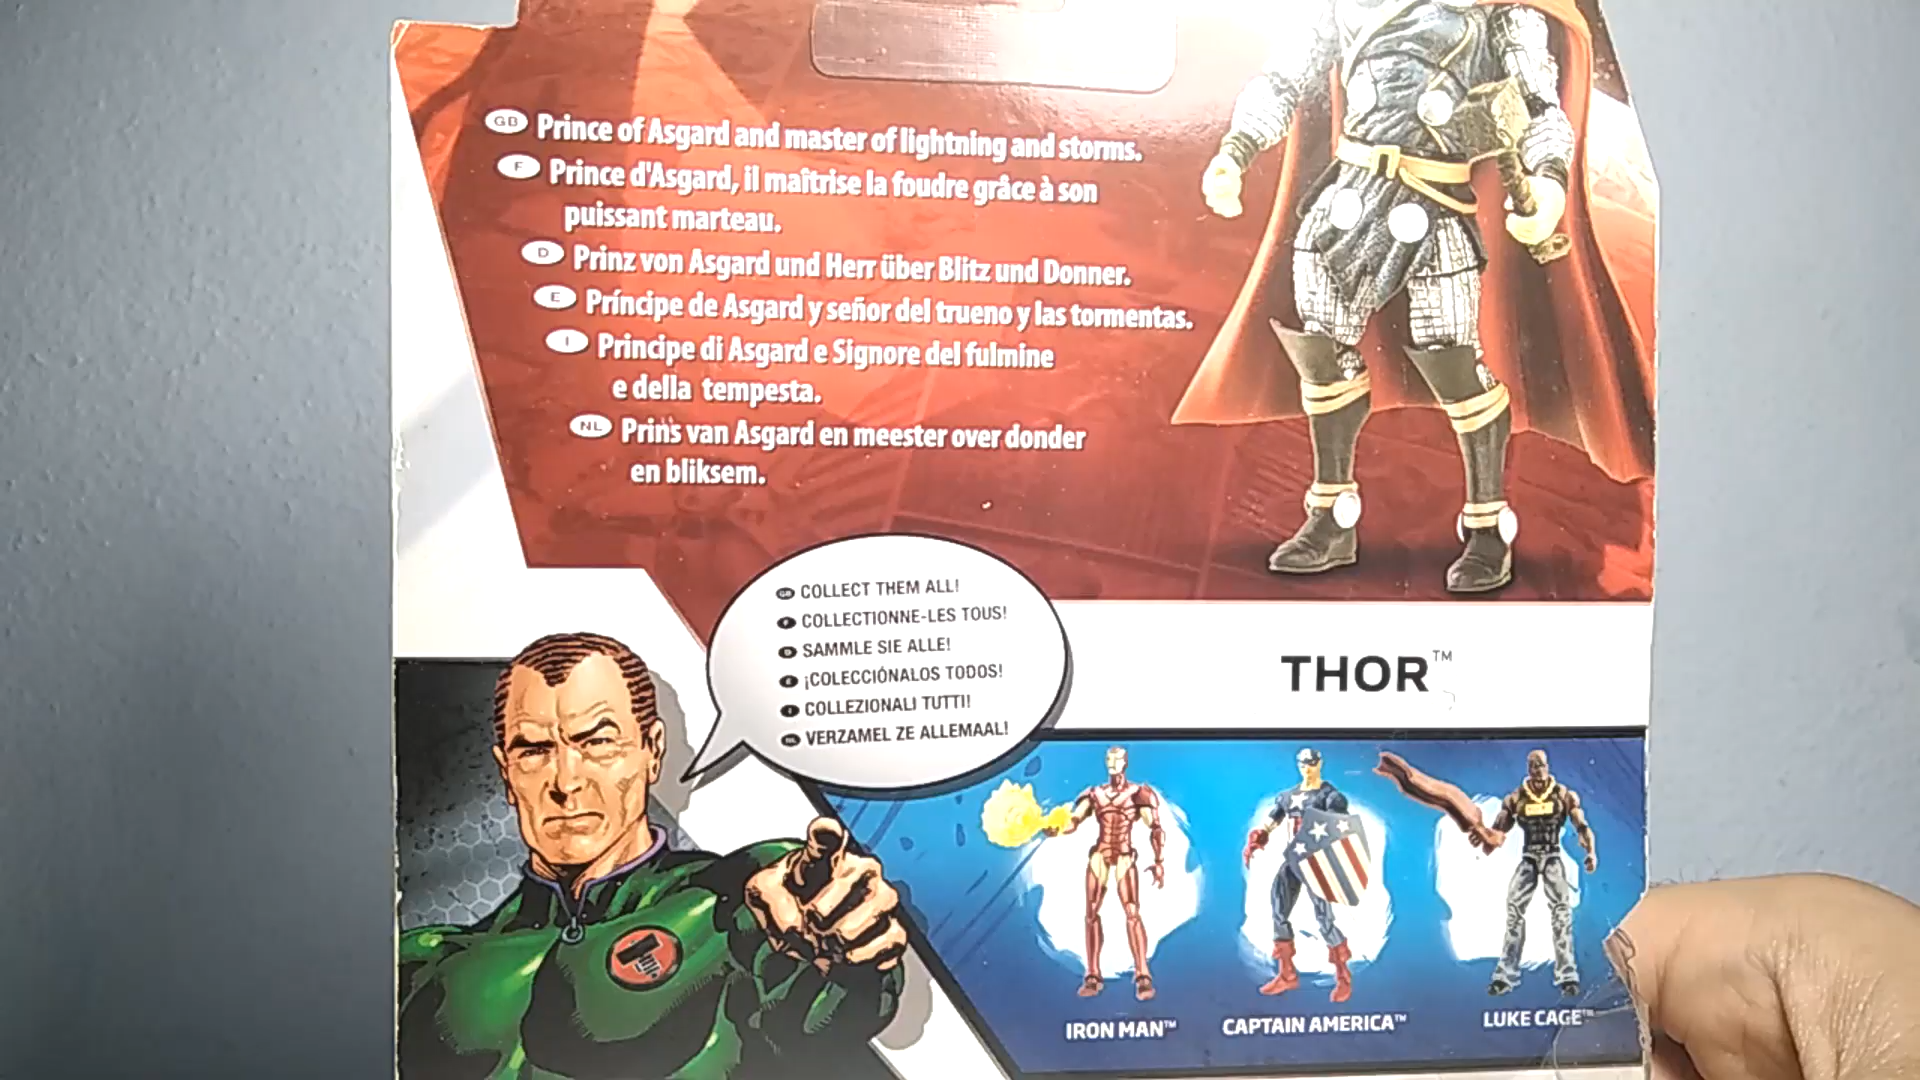 GB Prince of Asgard and master of lightning and storms.
F Prince d'Asgard, il maîtrise la foudre grâce à son
puissant marteau.
D Prinz von Asgard und Herr über Blitz und Donner.
E Príncipe de Asgard y señor del trueno y las tormentas.
I Principe di Asgard e Signore del fulmine
e della tempesta.
NL Prins van Asgard en meester over donder
en bliksem.
GB COLLECT THEM ALL!
F COLLECTIONNE-LES TOUS!
D SAMMLE SIE ALLE!
E ¡COLECCIÓNALOS TODOS!
I COLLEZIONALI TUTTI!
NL VERZAMEL ZE ALLEMAAL!
THOR™
IRON MAN™
CAPTAIN AMERICA™
LUKE CAGE™